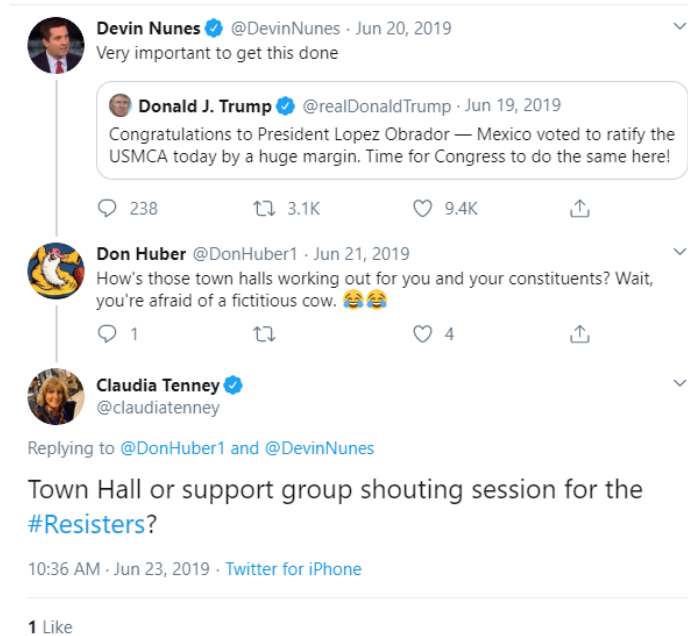 Devin Nunes @DevinNunes · Jun 20, 2019
Very important to get this done
Donald J. Trump @realDonaldTrump · Jun 19, 2019
Congratulations to President Lopez Obrador — Mexico voted to ratify the
USMCA today by a huge margin. Time for Congress to do the same here!
238 3.1K 9.4K
Don Huber @DonHuber1 · Jun 21, 2019
How's those town halls working out for you and your constituents? Wait,
you're afraid of a fictitious cow. 😂😂
1 4
Claudia Tenney
@claudiatenney
Replying to @DonHuber1 and @DevinNunes
Town Hall or support group shouting session for the
#Resisters?
10:36 AM · Jun 23, 2019 · Twitter for iPhone
1 Like